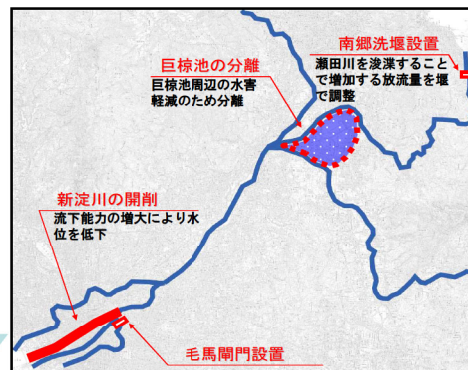 南郷洗堰設置
瀬田川を浚渫すること
で増加する放流量を堰
で調整
巨椋池の分離
巨椋池周辺の水害
軽減のため分離
新淀川の開削
流下能力の増大により水
位を低下
毛馬閘門設置